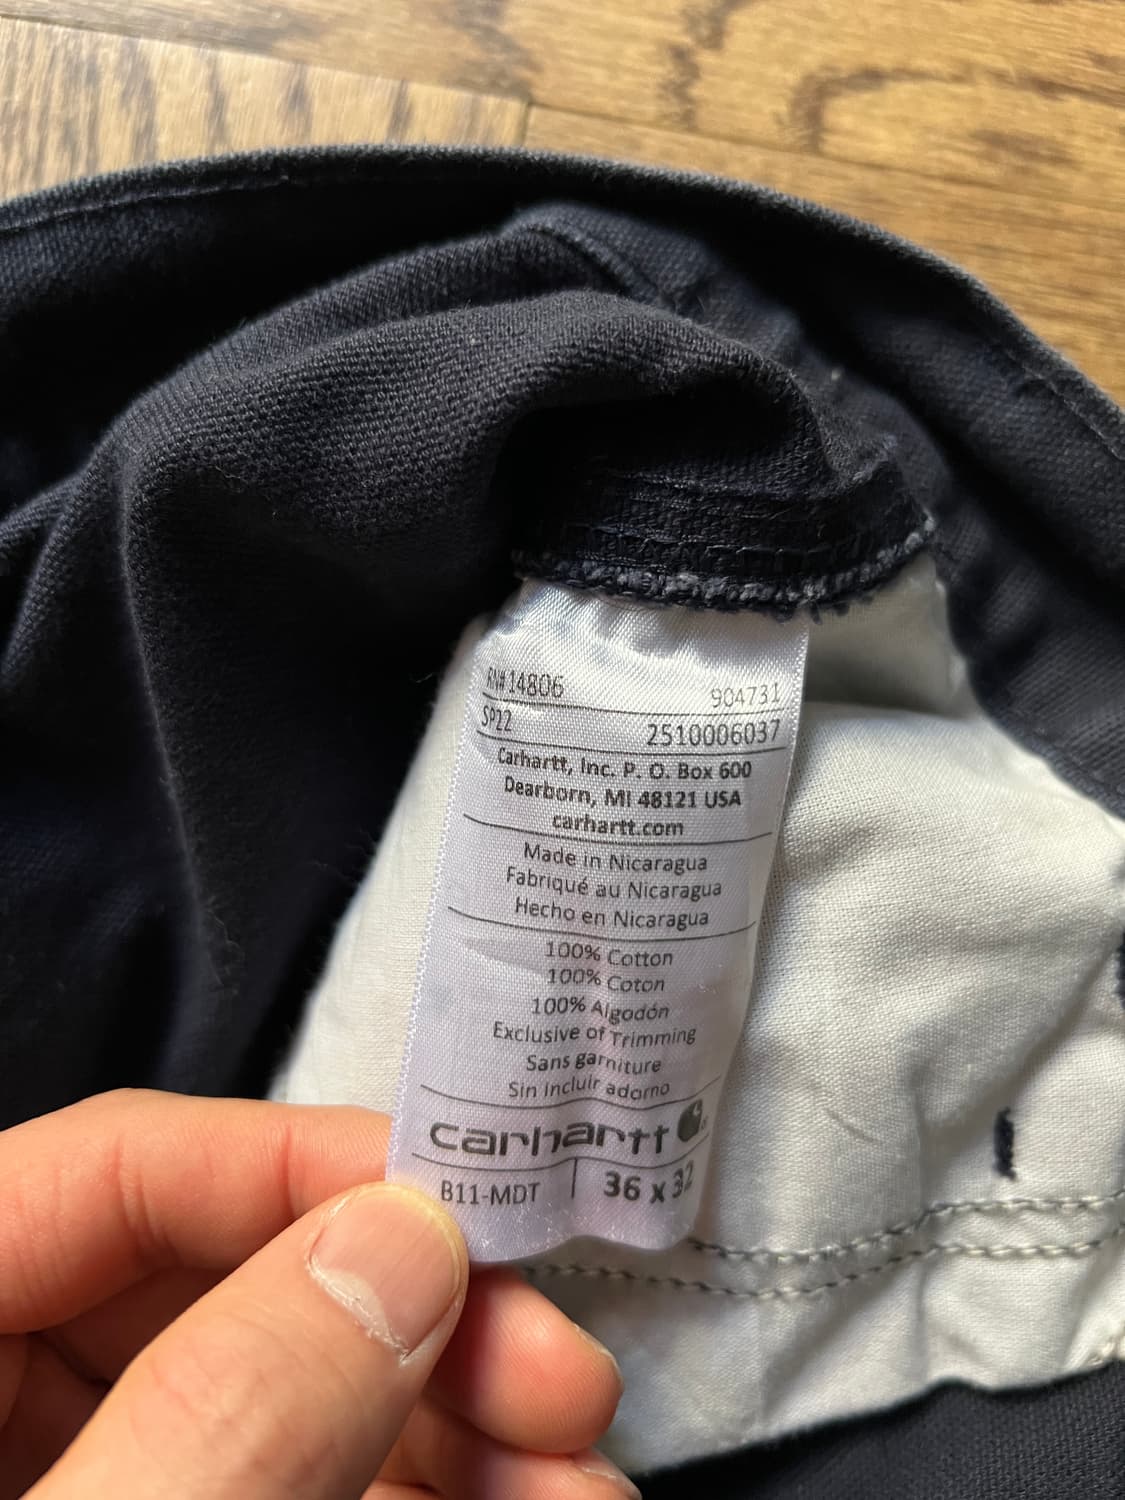 RN#14806 904731
SP22 2510006037
Carhartt, Inc. P. O. Box 600
Dearborn, MI 48121 USA
carhartt.com
Made in Nicaragua
Fabriqué au Nicaragua
Hecho en Nicaragua
100% Cotton
100% Coton
100% Algodón
Exclusive of Trimming
Sans garniture
Sin incluir adorno
carhartt
B11-MDT 36 x 32